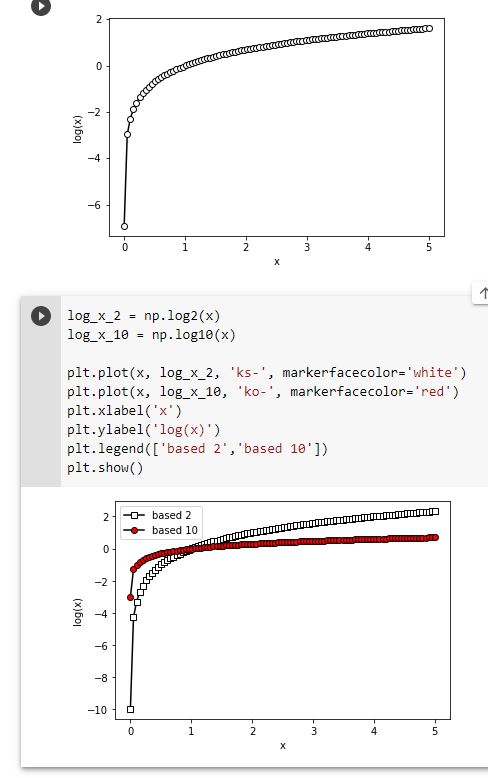 2
0
−2
−4
−6
log(x)
0 1 2 3 4 5
x
log_x_2 = np.log2(x)
log_x_10 = np.log10(x)
plt.plot(x, log_x_2, 'ks-', markerfacecolor='white')
plt.plot(x, log_x_10, 'ko-', markerfacecolor='red')
plt.xlabel('x')
plt.ylabel('log(x)')
plt.legend(['based 2','based 10'])
plt.show()
based 2
based 10
2
0
−2
−4
−6
−8
−10
log(x)
0 1 2 3 4 5
x